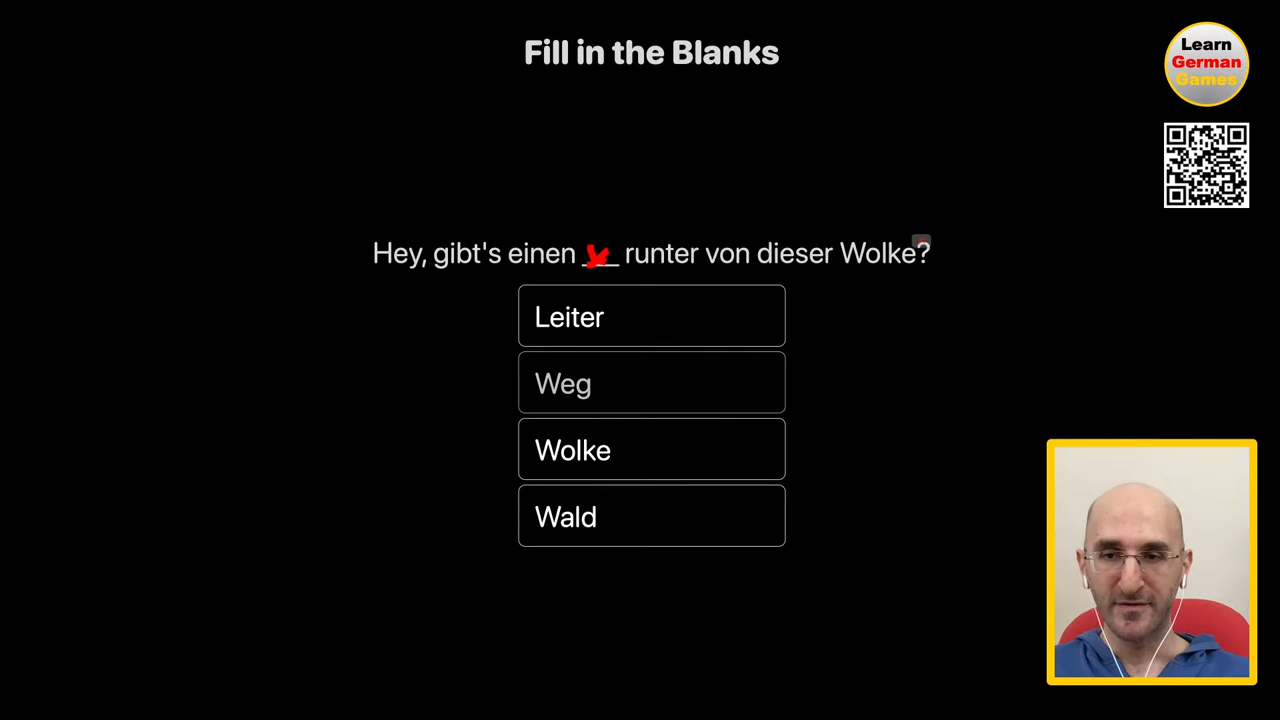 Fill in the Blanks
Learn
German
Games
Hey, gibt's einen ___ runter von dieser Wolke?
Leiter
Weg
Wolke
Wald